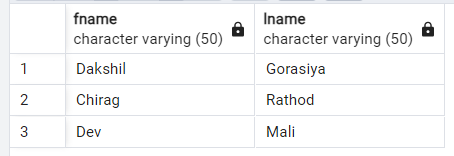 fname lname
character varying (50) character varying (50)
1 Dakshil Gorasiya
2 Chirag Rathod
3 Dev Mali